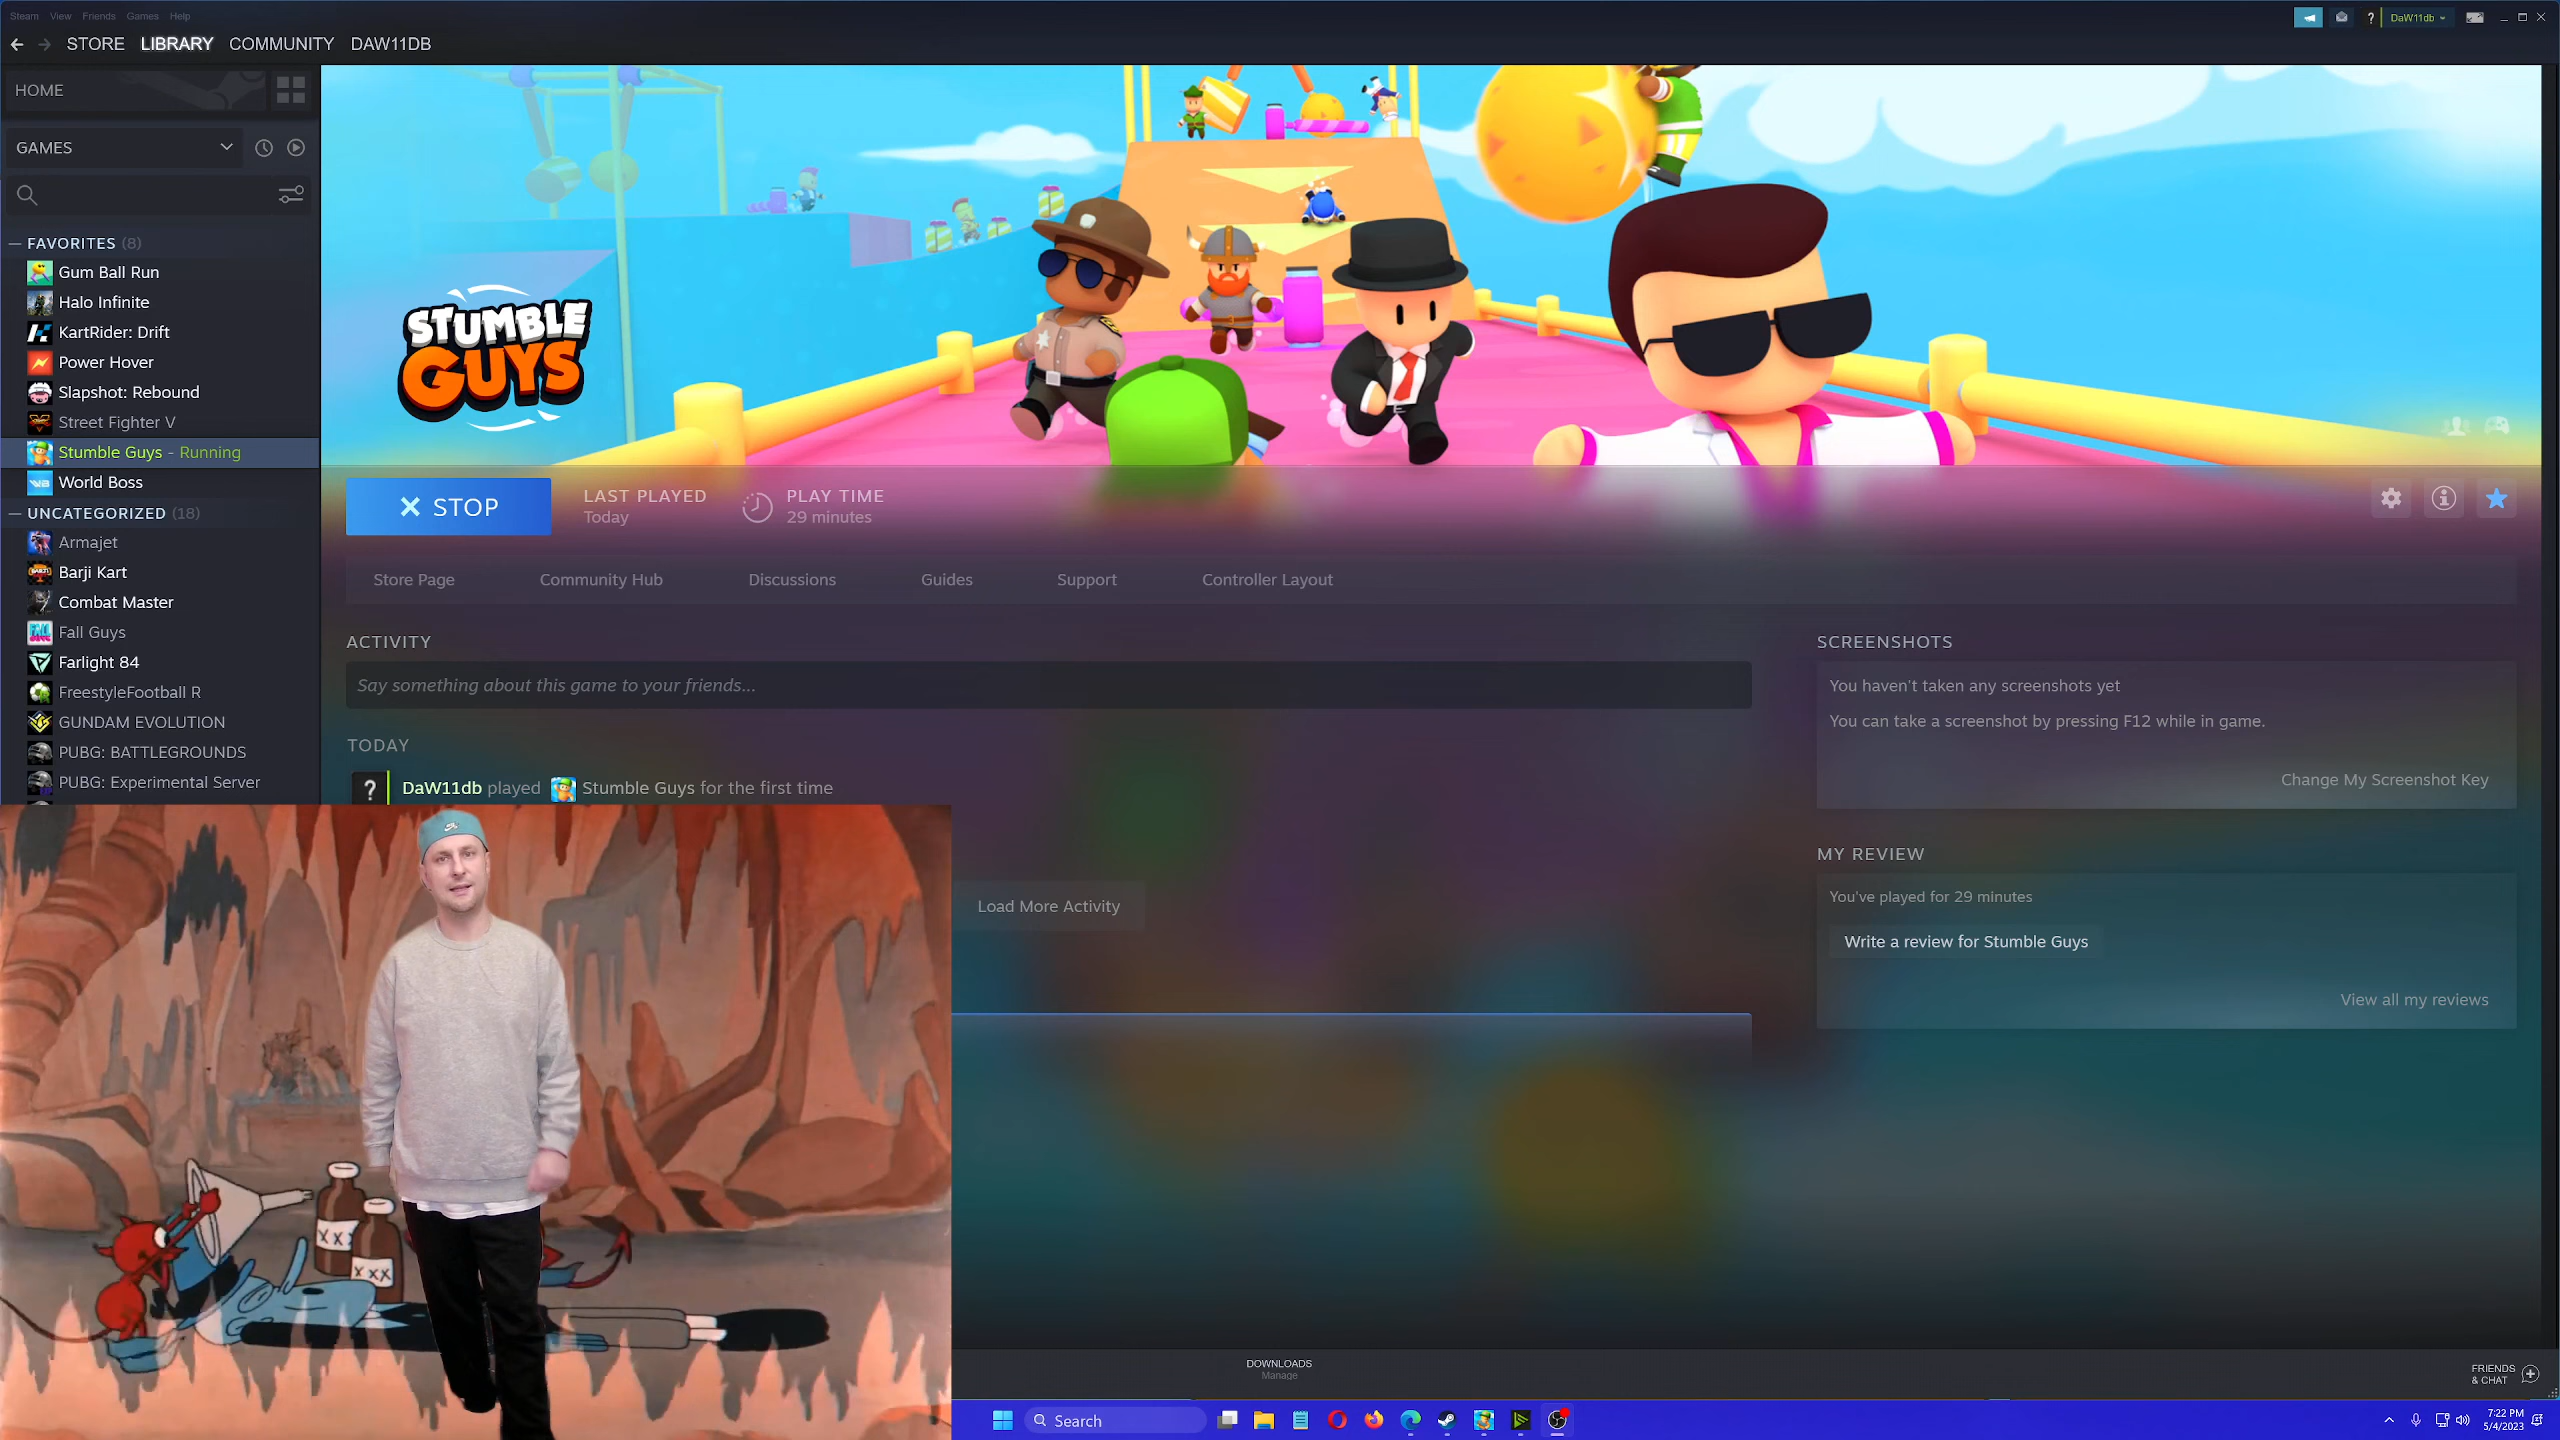 Steam View Friends Games Help
DaW11db
STORE LIBRARY COMMUNITY DAW11DB
HOME
GAMES
FAVORITES (8)
Gum Ball Run
Halo Infinite
KartRider: Drift
Power Hover
Slapshot: Rebound
Street Fighter V
Stumble Guys - Running
World Boss
UNCATEGORIZED (18)
Armajet
Barji Kart
Combat Master
Fall Guys
Farlight 84
FreestyleFootball R
GUNDAM EVOLUTION
PUBG: BATTLEGROUNDS
PUBG: Experimental Server
STUMBLE
GUYS
STOP
LAST PLAYED
Today
PLAY TIME
29 minutes
Store Page Community Hub Discussions Guides Support Controller Layout
ACTIVITY
Say something about this game to your friends...
TODAY
? DaW11db played Stumble Guys for the first time
Load More Activity
SCREENSHOTS
You haven't taken any screenshots yet
You can take a screenshot by pressing F12 while in game.
Change My Screenshot Key
MY REVIEW
You've played for 29 minutes
Write a review for Stumble Guys
View all my reviews
XXX
XXX
DOWNLOADS
Manage
FRIENDS
& CHAT
Search
7:22 PM
5/4/2023